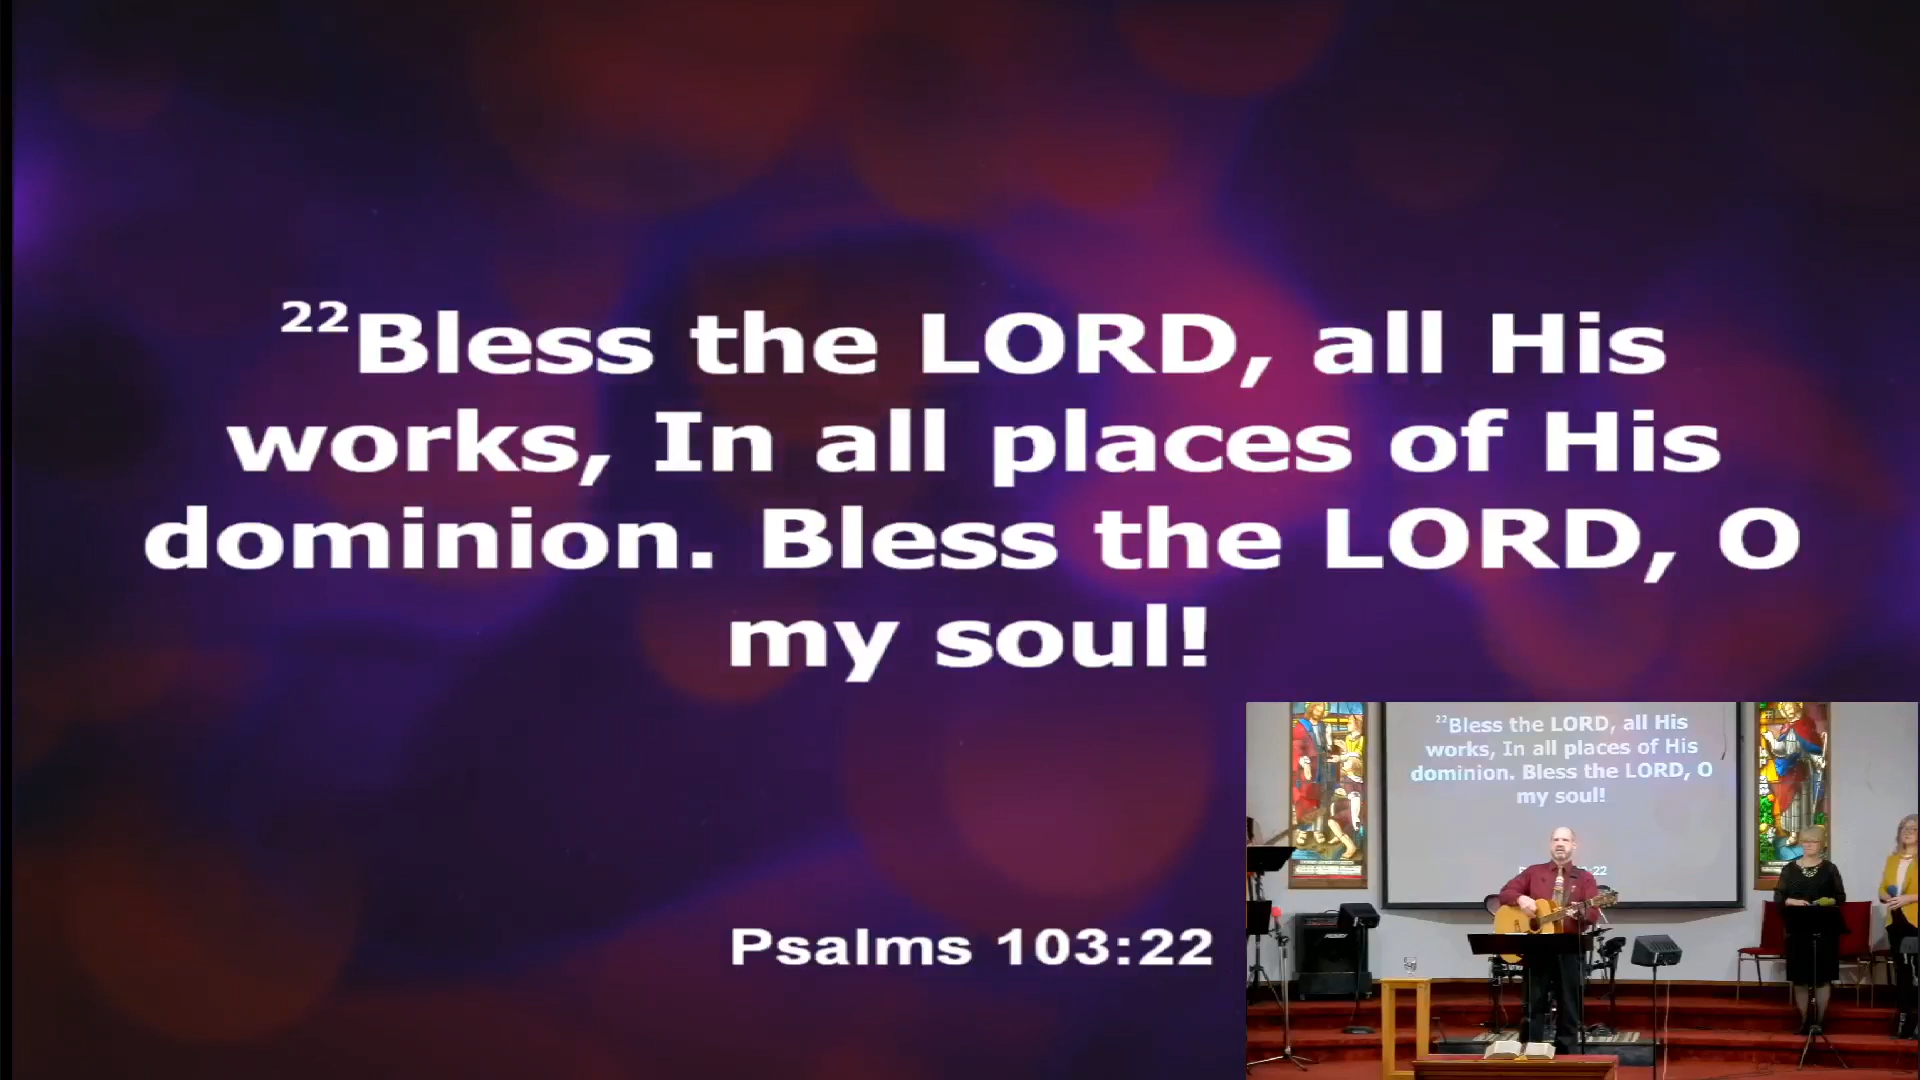 ²²Bless the LORD, all His
works, In all places of His
dominion. Bless the LORD, O
my soul!
Psalms 103:22
²²Bless the LORD, all His
works, In all places of His
dominion. Bless the LORD, O
my soul!